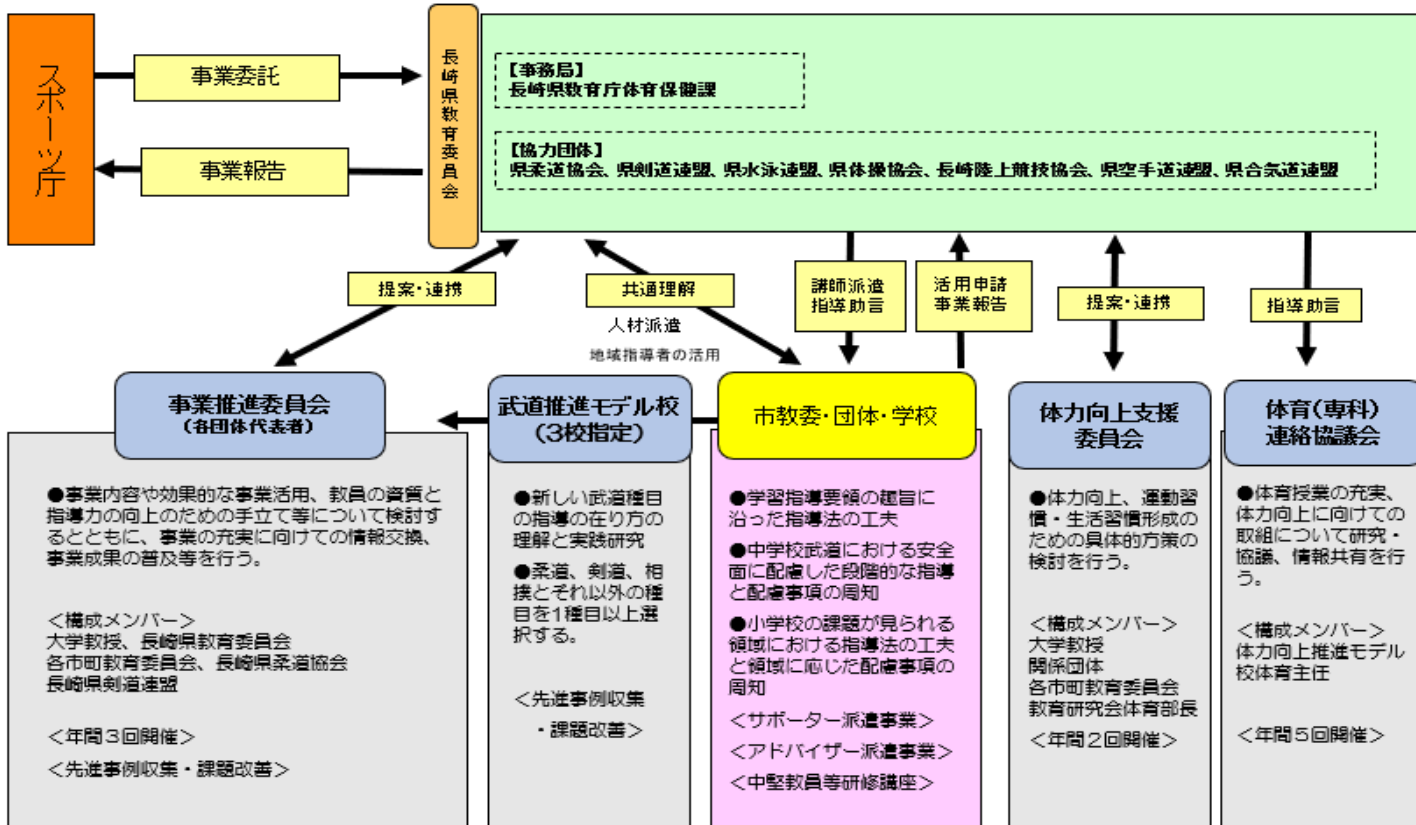 スポーツ庁
事業委託
事業報告
長崎県教育委員会
【事務局】
長崎県教育庁体育保健課
【協力団体】
県柔道協会、県剣道連盟、県水泳連盟、県体操協会、長崎陸上競技協会、県空手道連盟、県合気道連盟
提案・連携
共通理解
人材派遣
地域指導者の活用
講師派遣
指導助言
活用申請
事業報告
提案・連携
指導助言
事業推進委員会
(各団体代表者)
●事業内容や効果的な事業活用、教員の資質と
指導力の向上のための手立て等について検討す
るとともに、事業の充実に向けての情報交換、
事業成果の普及等を行う。
＜構成メンバー＞
大学教授、長崎県教育委員会
各市町教育委員会、長崎県柔道協会
長崎県剣道連盟
＜年間３回開催＞
＜先進事例収集・課題改善＞
武道推進モデル校
(3校指定)
●新しい武道種目
の指導の在り方の
理解と実践研究
●柔道、剣道、相
撲とそれ以外の種
目を1種目以上選
択する。
＜先進事例収集
・課題改善＞
市教委・団体・学校
●学習指導要領の趣旨に
沿った指導法の工夫
●中学校武道における安全
面に配慮した段階的な指導
と配慮事項の周知
●小学校の課題が見られる
領域における指導法の工夫
と領域に応じた配慮事項の
周知
＜サポーター派遣事業＞
＜アドバイザー派遣事業＞
＜中堅教員等研修講座＞
体力向上支援
委員会
●体力向上、運動習
慣・生活習慣形成の
ための具体的方策の
検討を行う。
＜構成メンバー＞
大学教授
関係団体
各市町教育委員会
教育研究会体育部長
＜年間２回開催＞
体育(専科)
連絡協議会
●体育授業の充実、
体力向上に向けての
取組について研究・
協議、情報共有を行
う。
＜構成メンバー＞
体力向上推進モデル
校体育主任
＜年間５回開催＞